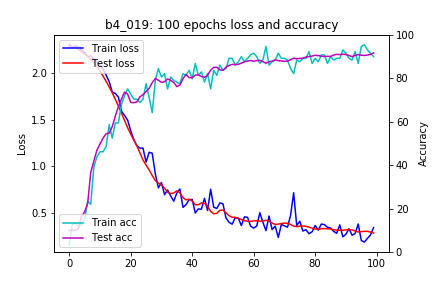 b4_019: 100 epochs loss and accuracy
Train loss
Test loss
Train acc
Test acc
Loss
2.0
1.5
1.0
0.5
Accuracy
100
80
60
40
20
0
0
20
40
60
80
100